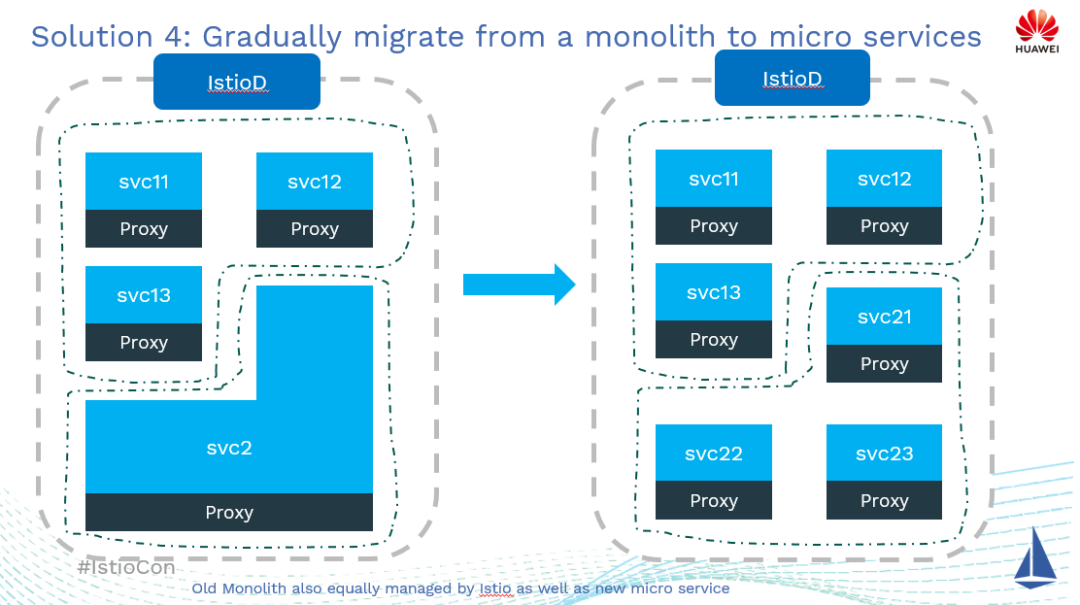 Solution 4: Gradually migrate from a monolith to micro services
HUAWEI
IstioD
svc11
Proxy
svc12
Proxy
svc13
Proxy
svc2
Proxy
IstioD
svc11
Proxy
svc12
Proxy
svc13
Proxy
svc21
Proxy
svc22
Proxy
svc23
Proxy
#IstioCon
Old Monolith also equally managed by Istio as well as new micro service